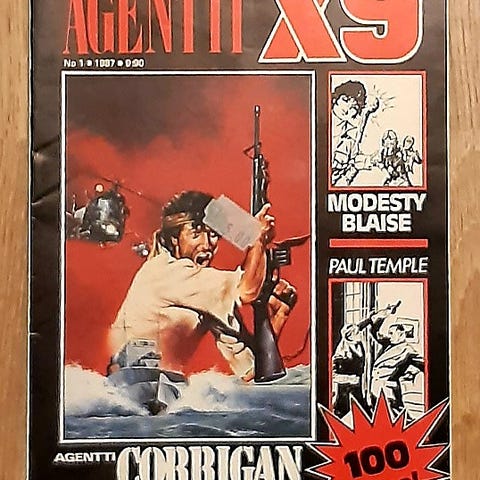 AGENTTI X9
No 1 • 1987 • 9:90
MODESTY
BLAISE
PAUL TEMPLE
AGENTTI CORRIGAN
100